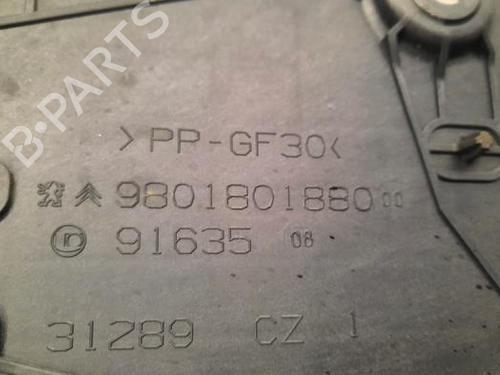 B-PARTS
>PP-GF30<
9801801880 00
91635 08
31289 CZ 1